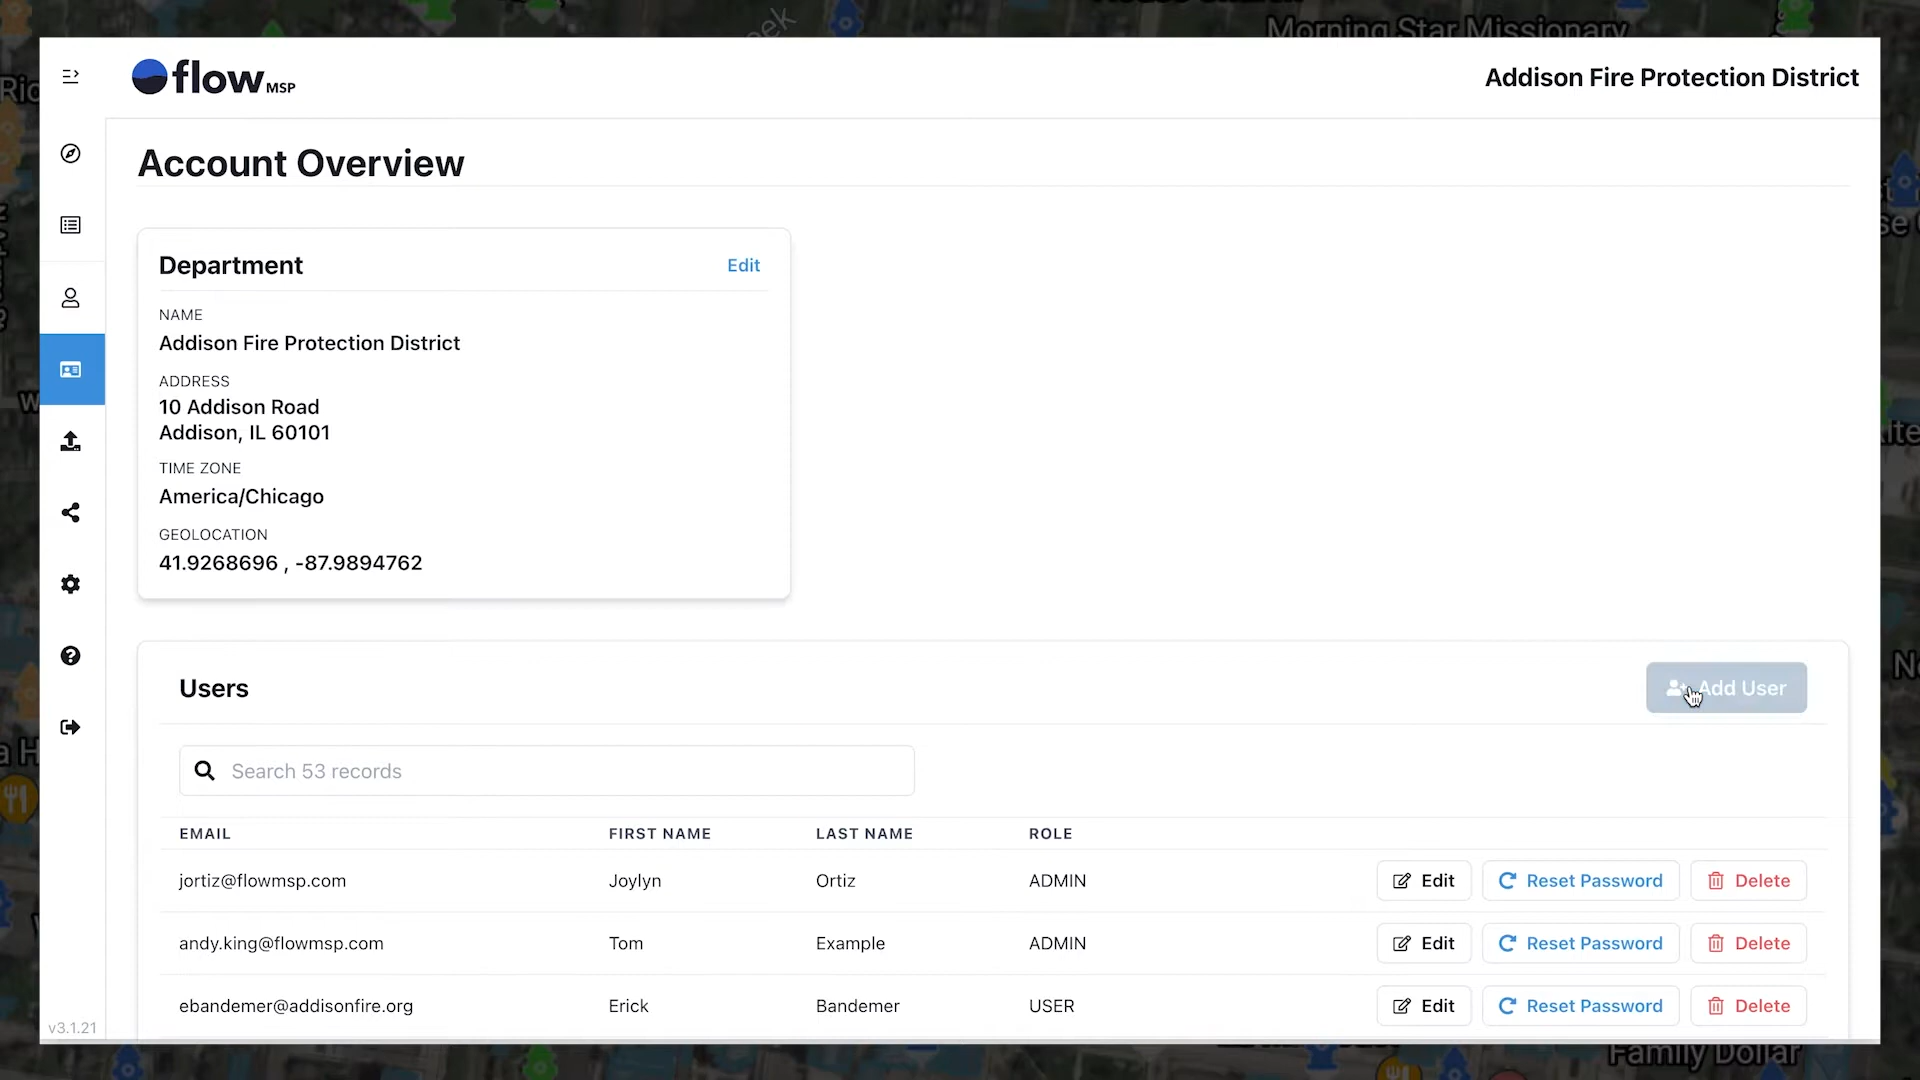 Morning Star Missionary
flow MSP
Addison Fire Protection District
Account Overview
Department
Edit
NAME
Addison Fire Protection District
ADDRESS
10 Addison Road
Addison, IL 60101
TIME ZONE
America/Chicago
GEOLOCATION
41.9268696 , -87.9894762
Users
Add User
Search 53 records
EMAIL FIRST NAME LAST NAME ROLE
jortiz@flowmsp.com Joylyn Ortiz ADMIN Edit Reset Password Delete
andy.king@flowmsp.com Tom Example ADMIN Edit Reset Password Delete
ebandemer@addisonfire.org Erick Bandemer USER Edit Reset Password Delete
v3.1.21
Family Dollar